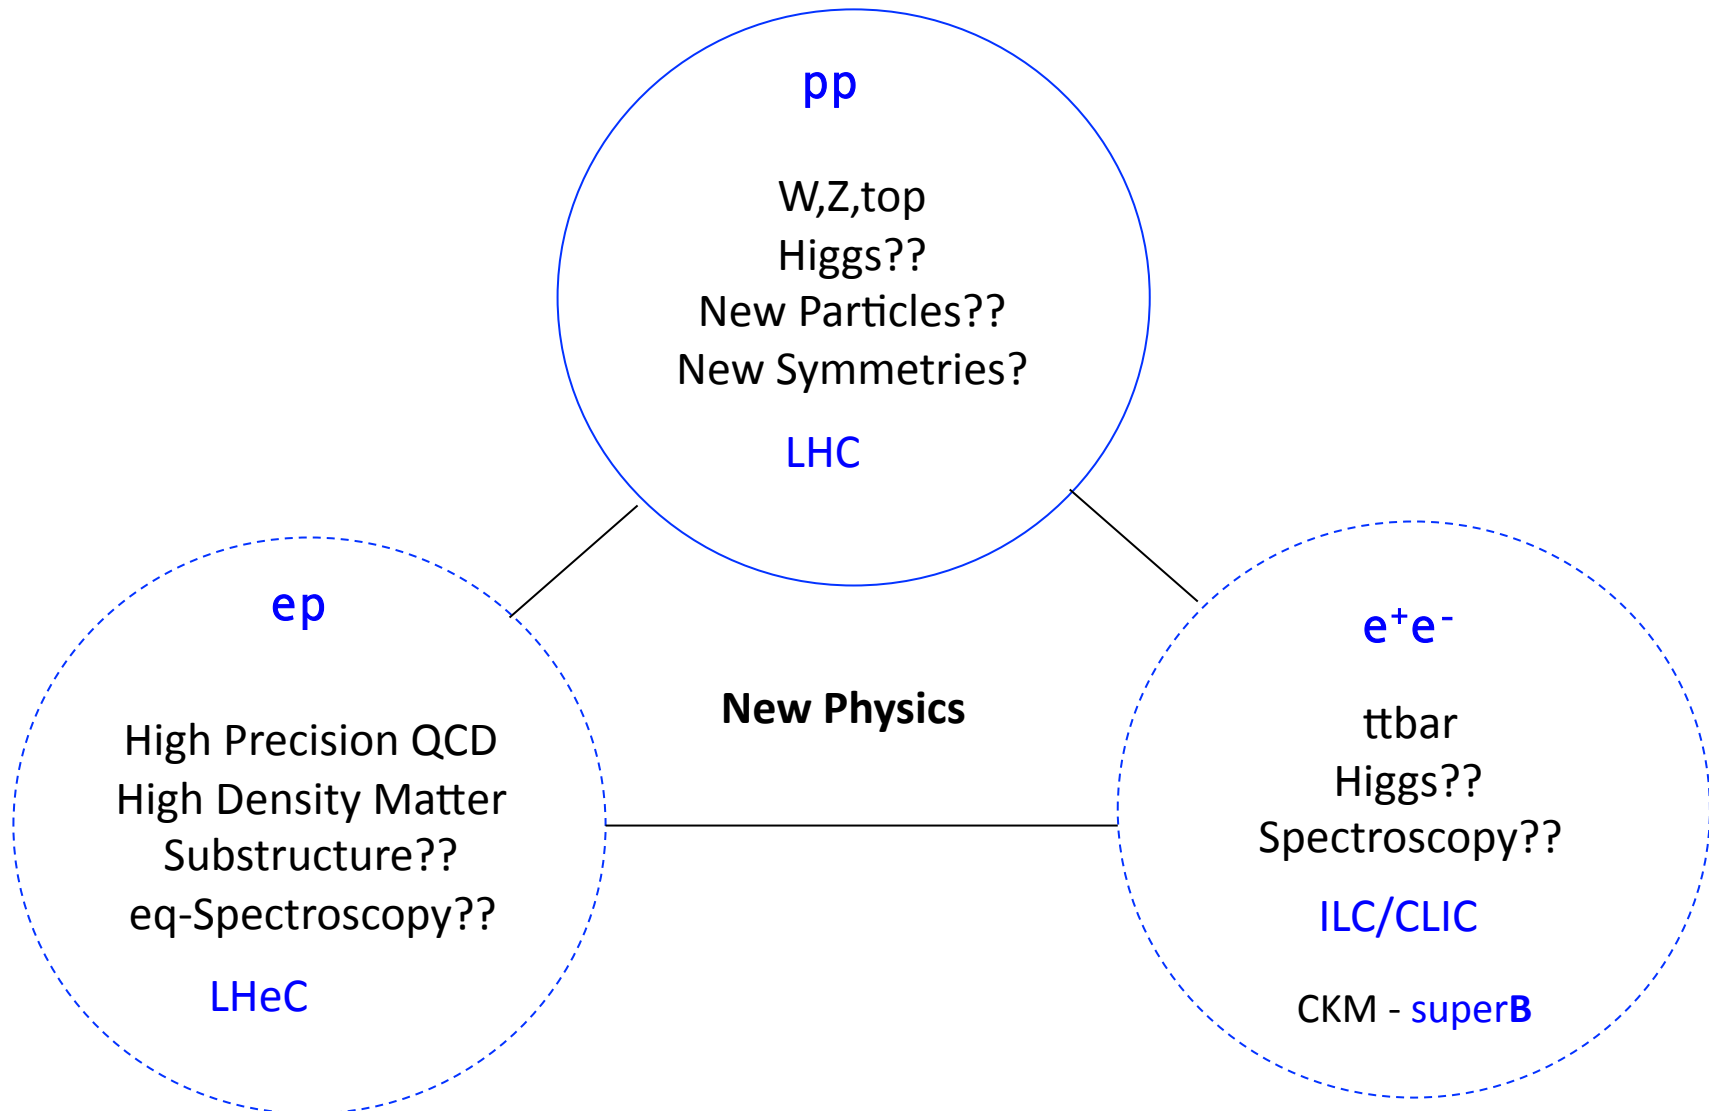 pp
W,Z,top
Higgs??
New Particles??
New Symmetries?
LHC
ep
High Precision QCD
High Density Matter
Substructure??
eq-Spectroscopy??
LHeC
New Physics
e⁺e⁻
ttbar
Higgs??
Spectroscopy??
ILC/CLIC
CKM - superB